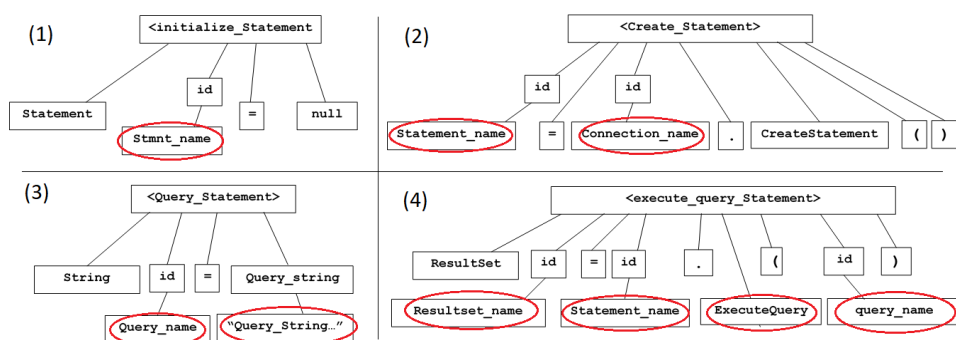 (1)
<initialize_Statement
id
Statement
=
null
Stmnt_name
(2)
<Create_Statement>
id
id
Statement_name
=
Connection_name
.
CreateStatement
(
)
(3)
<Query_Statement>
String
id
=
Query_string
Query_name
“Query_String…”
(4)
<execute_query_Statement>
ResultSet
id
=
id
.
(
id
)
Resultset_name
Statement_name
ExecuteQuery
query_name